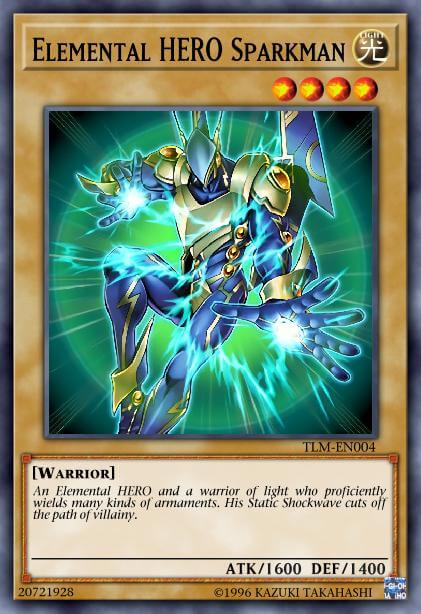 ELEMENTAL HERO SPARKMAN
LIGHT
光
TLM-EN004
[WARRIOR]
An Elemental HERO and a warrior of light who proficiently
wields many kinds of armaments. His Static Shockwave cuts off
the path of villainy.
ATK/1600 DEF/1400
20721928
©1996 KAZUKI TAKAHASHI